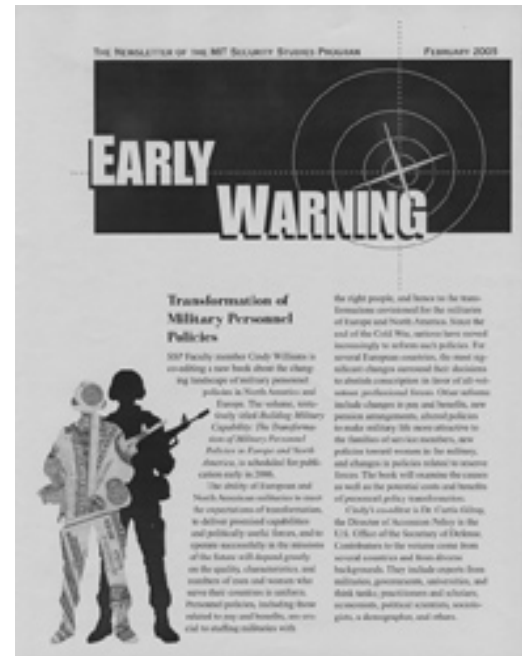 THE NEWSLETTER OF THE MIT SECURITY STUDIES PROGRAM
FEBRUARY 2005
EARLY
WARNING
Transformation of
Military Personnel
Policies
SSP Faculty member Cindy Williams is
co-editing a new book about the chang-
ing landscape of military personnel
policies in North America and
Europe. The volume, tenta-
tively titled Building Military
Capability: The Transforma-
tion of Military Personnel
Policies in Europe and North
America, is scheduled for publi-
cation early in 2006.
The ability of European and
North American militaries to meet
the expectations of transformation,
to deliver promised capabilities
and politically useful forces, and to
operate successfully in the missions
of the future will depend greatly
on the quality, characteristics, and
numbers of men and women who
serve their countries in uniform.
Personnel policies, including those
related to pay and benefits, are cru-
cial to staffing militaries with
the right people, and hence to the trans-
formations envisioned for the militaries
of Europe and North America. Since the
end of the Cold War, nations have moved
increasingly to reform such policies. For
several European countries, the most sig-
nificant changes surround their decisions
to abolish conscription in favor of all-vol-
unteer, professional forces. Other reforms
include changes to pay and benefits, new
pension arrangements, altered policies
to make military life more attractive to
the families of service members, new
policies toward women in the military,
and changes in policies related to reserve
forces. The book will examine the causes
as well as the potential costs and benefits
of personnel policy transformation.
Cindy's co-editor is Dr. Curtis Gilroy,
the Director of Accession Policy in the
U.S. Office of the Secretary of Defense.
Contributors to the volume come from
several countries and from diverse
backgrounds. They include experts from
militaries, governments, universities, and
think tanks; practitioners and scholars;
economists, political scientists, sociolo-
gists, a demographer, and others.